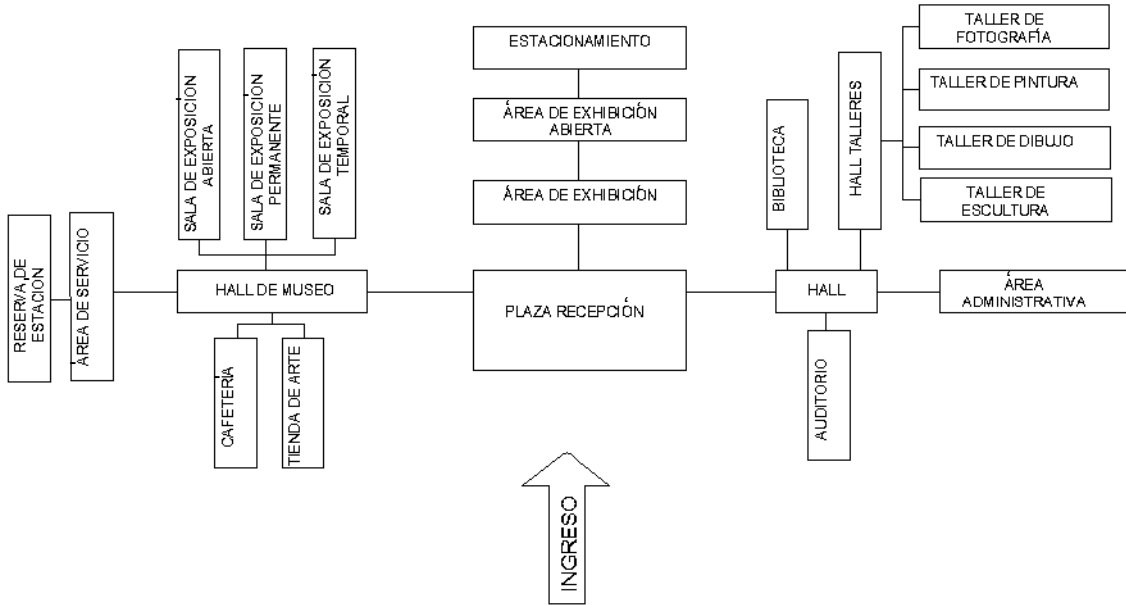 SALA DE EXPOSICION
ABIERTA
SALA DE EXPOSICION
PERMANENTE
SALA DE EXPOSICION
TEMPORAL
ESTACIONAMIENTO
ÁREA DE EXHIBICIÓN
ABIERTA
ÁREA DE EXHIBICIÓN
BIBLIOTECA
HALL TALLERES
TALLER DE
FOTOGRAFÍA
TALLER DE PINTURA
TALLER DE DIBUJO
TALLER DE
ESCULTURA
RESERVA DE
ESTACIÓN
ÁREA DE SERVICIO
HALL DE MUSEO
PLAZA RECEPCIÓN
HALL
ÁREA
ADMINISTRATIVA
CAFETERÍA
TIENDA DE ARTE
AUDITORIO
INGRESO